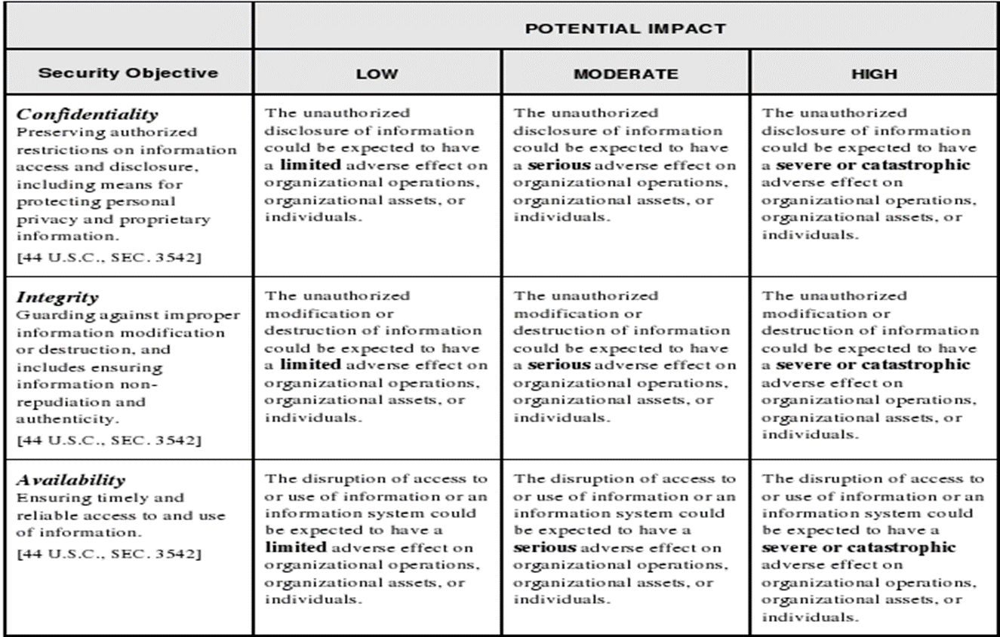 POTENTIAL IMPACT
Security Objective
LOW
MODERATE
HIGH
Confidentiality
Preserving authorized
restrictions on information
access and disclosure,
including means for
protecting personal
privacy and proprietary
information.
[44 U.S.C., SEC. 3542]
The unauthorized
disclosure of information
could be expected to have
a limited adverse effect on
organizational operations,
organizational assets, or
individuals.
The unauthorized
disclosure of information
could be expected to have
a serious adverse effect on
organizational operations,
organizational assets, or
individuals.
The unauthorized
disclosure of information
could be expected to have
a severe or catastrophic
adverse effect on
organizational operations,
organizational assets, or
individuals.
Integrity
Guarding against improper
information modification
or destruction, and
includes ensuring
information non-
repudiation and
authenticity.
[44 U.S.C., SEC. 3542]
The unauthorized
modification or
destruction of information
could be expected to have
a limited adverse effect on
organizational operations,
organizational assets, or
individuals.
The unauthorized
modification or
destruction of information
could be expected to have
a serious adverse effect on
organizational operations,
organizational assets, or
individuals.
The unauthorized
modification or
destruction of information
could be expected to have
a severe or catastrophic
adverse effect on
organizational operations,
organizational assets, or
individuals.
Availability
Ensuring timely and
reliable access to and use
of information.
[44 U.S.C., SEC. 3542]
The disruption of access to
or use of information or an
information system could
be expected to have a
limited adverse effect on
organizational operations,
organizational assets, or
individuals.
The disruption of access to
or use of information or an
information system could
be expected to have a
serious adverse effect on
organizational operations,
organizational assets, or
individuals.
The disruption of access to
or use of information or an
information system could
be expected to have a
severe or catastrophic
adverse effect on
organizational operations,
organizational assets, or
individuals.